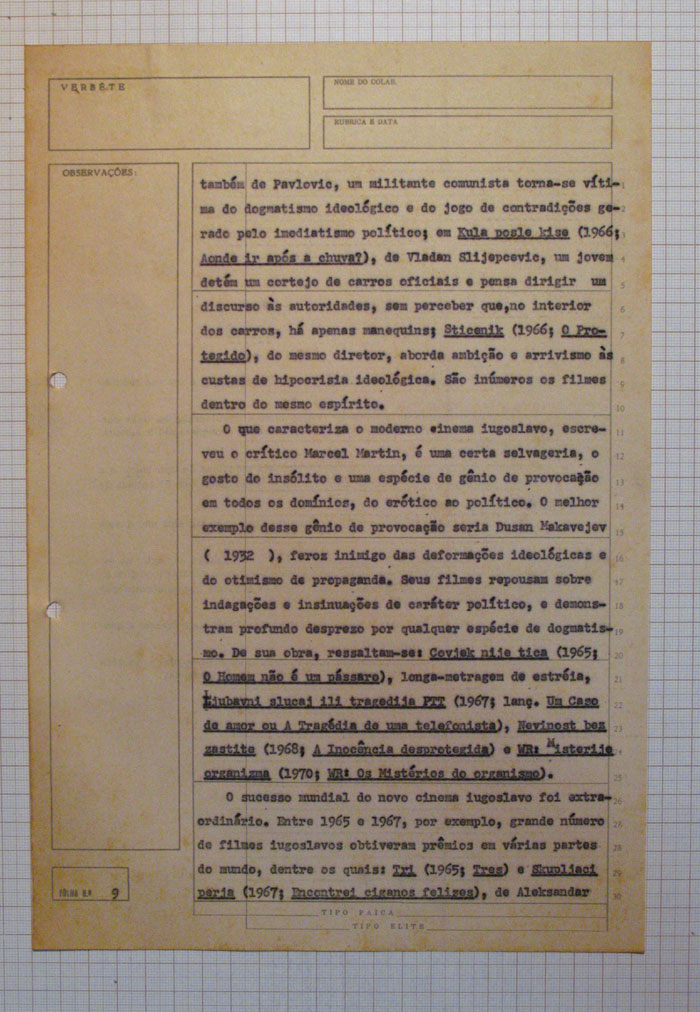 VERBÊTE
NOME DO COLAB.
RUBRICA E DATA
OBSERVAÇÕES:
também de Pavlovic, um militante comunista torna-se víti-
ma do dogmatismo ideológico e do jogo de contradições ge-
rado pelo imediatismo político; em Kula posle kise (1966;
Aonde ir após a chuva?), de Vladan Slijepcevic, um jovem
detém um cortejo de carros oficiais e pensa dirigir um
discurso às autoridades, sem perceber que,no interior
dos carros, há apenas manequins; Sticenik (1966; O Pro-
tegido), do mesmo diretor, aborda ambição e arrivismo às
custas de hipocrisia ideológica. São inúmeros os filmes
dentro do mesmo espírito.
O que caracteriza o moderno cinema iugoslavo, escre-
veu o crítico Marcel Martin, é uma certa selvageria, o
gosto do insólito e uma espécie de gênio de provocação
em todos os domínios, do erótico ao político. O melhor
exemplo desse gênio de provocação seria Dusan Makavejev
( 1932 ), feroz inimigo das deformações ideológicas e
do otimismo de propaganda. Seus filmes repousam sobre
indagações e insinuações de caráter político, e demons-
tram profundo desprezo por qualquer espécie de dogmatis-
mo. De sua obra, ressaltam-se: Covjek nije tica (1965;
O Homem não é um pássaro), longa-metragem de estréia,
Ljubavni slucaj ili tragedija PTT (1967; lanç. Um Caso
de amor ou A Tragédia de uma telefonista), Nevinost bez
zastite (1968; A Inocência desprotegida) e WR: Misterije
organizma (1970; WR: Os Mistérios do organismo).
O sucesso mundial do novo cinema iugoslavo foi extra-
ordinário. Entre 1965 e 1967, por exemplo, grande número
de filmes iugoslavos obtiveram prêmios em várias partes
do mundo, dentre os quais: Tri (1965; Tres) e Skupliaci
perja (1967; Encontrei ciganos felizes), de Aleksandar
FÔLHA N.º 9
TIPO PAICA
TIPO ELITE